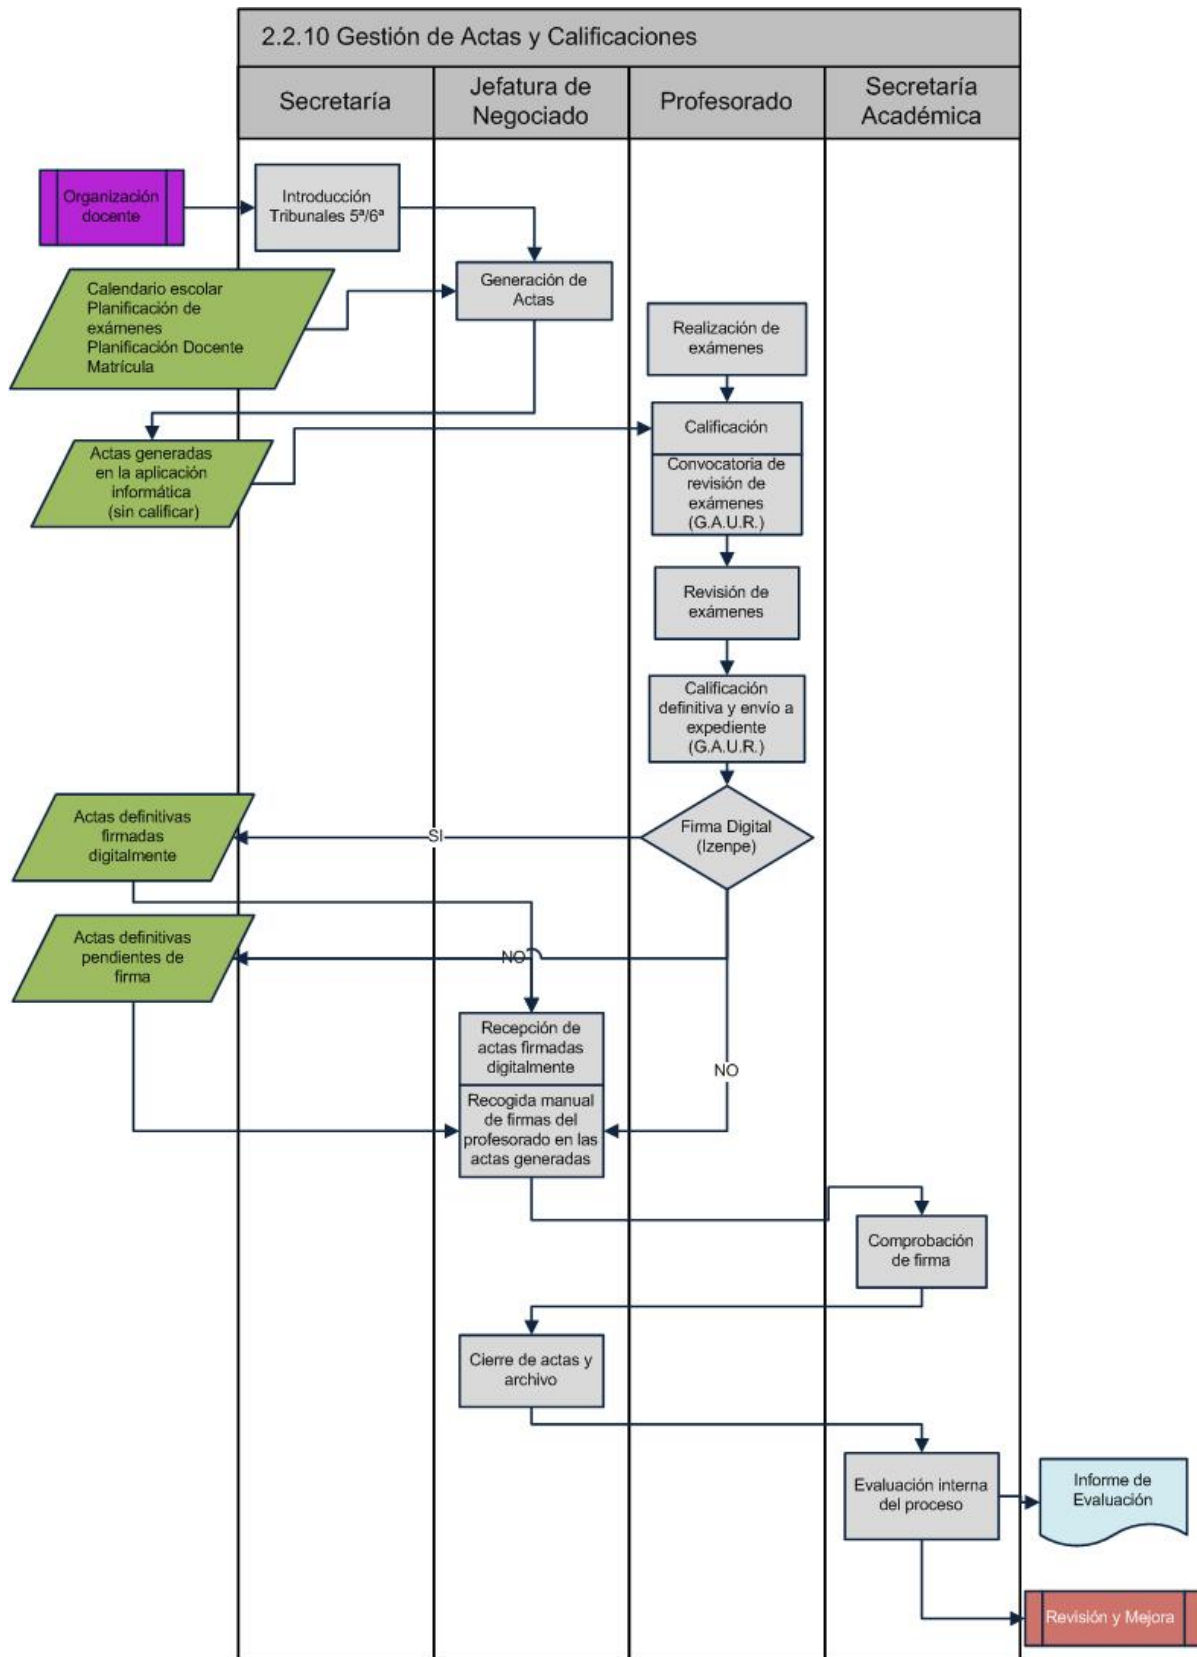 2.2.10 Gestión de Actas y Calificaciones
Secretaría
Jefatura de
Negociado
Profesorado
Secretaría
Académica
Organización
docente
Introducción
Tribunales 5ª/6ª
Calendario escolar
Planificación de
exámenes
Planificación Docente
Matrícula
Generación de
Actas
Realización de
exámenes
Actas generadas
en la aplicación
informática
(sin calificar)
Calificación
Convocatoria de
revisión de
exámenes
(G.A.U.R.)
Revisión de
exámenes
Calificación
definitiva y envío a
expediente
(G.A.U.R.)
Actas definitivas
firmadas
digitalmente
SI
Firma Digital
(Izenpe)
Actas definitivas
pendientes de
firma
NO
Recepción de
actas firmadas
digitalmente
NO
Recogida manual
de firmas del
profesorado en las
actas generadas
Comprobación
de firma
Cierre de actas y
archivo
Evaluación interna
del proceso
Informe de
Evaluación
Revisión y Mejora